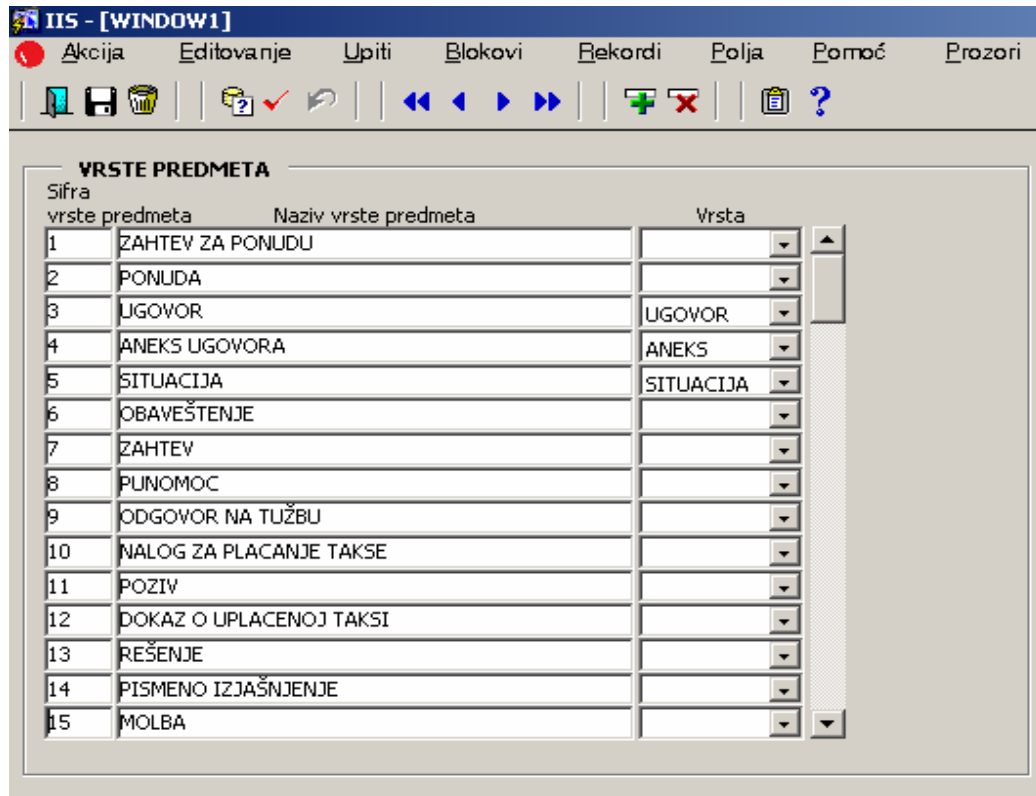 IIS - [WINDOW1]
Akcija Editovanje Upiti Blokovi Rekordi Polja Pomoć Prozori
VRSTE PREDMETA
Sifra
vrste predmeta Naziv vrste predmeta Vrsta
1 ZAHTEV ZA PONUDU
2 PONUDA
3 UGOVOR UGOVOR
4 ANEKS UGOVORA ANEKS
5 SITUACIJA SITUACIJA
6 OBAVEŠTENJE
7 ZAHTEV
8 PUNOMOC
9 ODGOVOR NA TUŽBU
10 NALOG ZA PLACANJE TAKSE
11 POZIV
12 DOKAZ O UPLACENOJ TAKSI
13 REŠENJE
14 PISMENO IZJAŠNJENJE
15 MOLBA